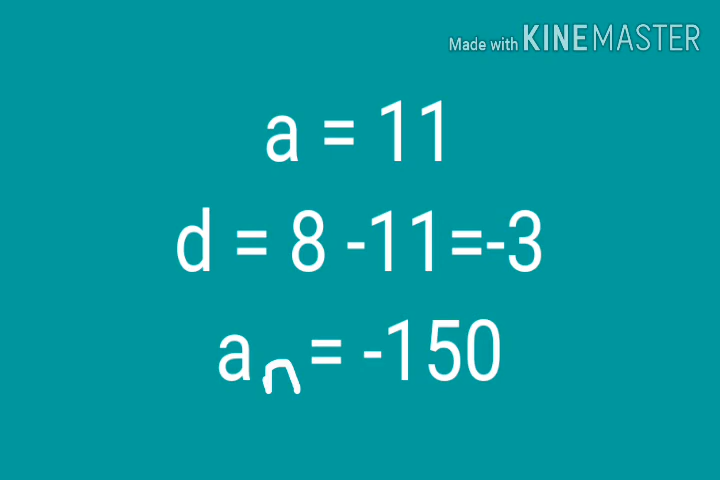 Made with KINEMASTER
a = 11
d = 8 -11=-3
aₙ = -150